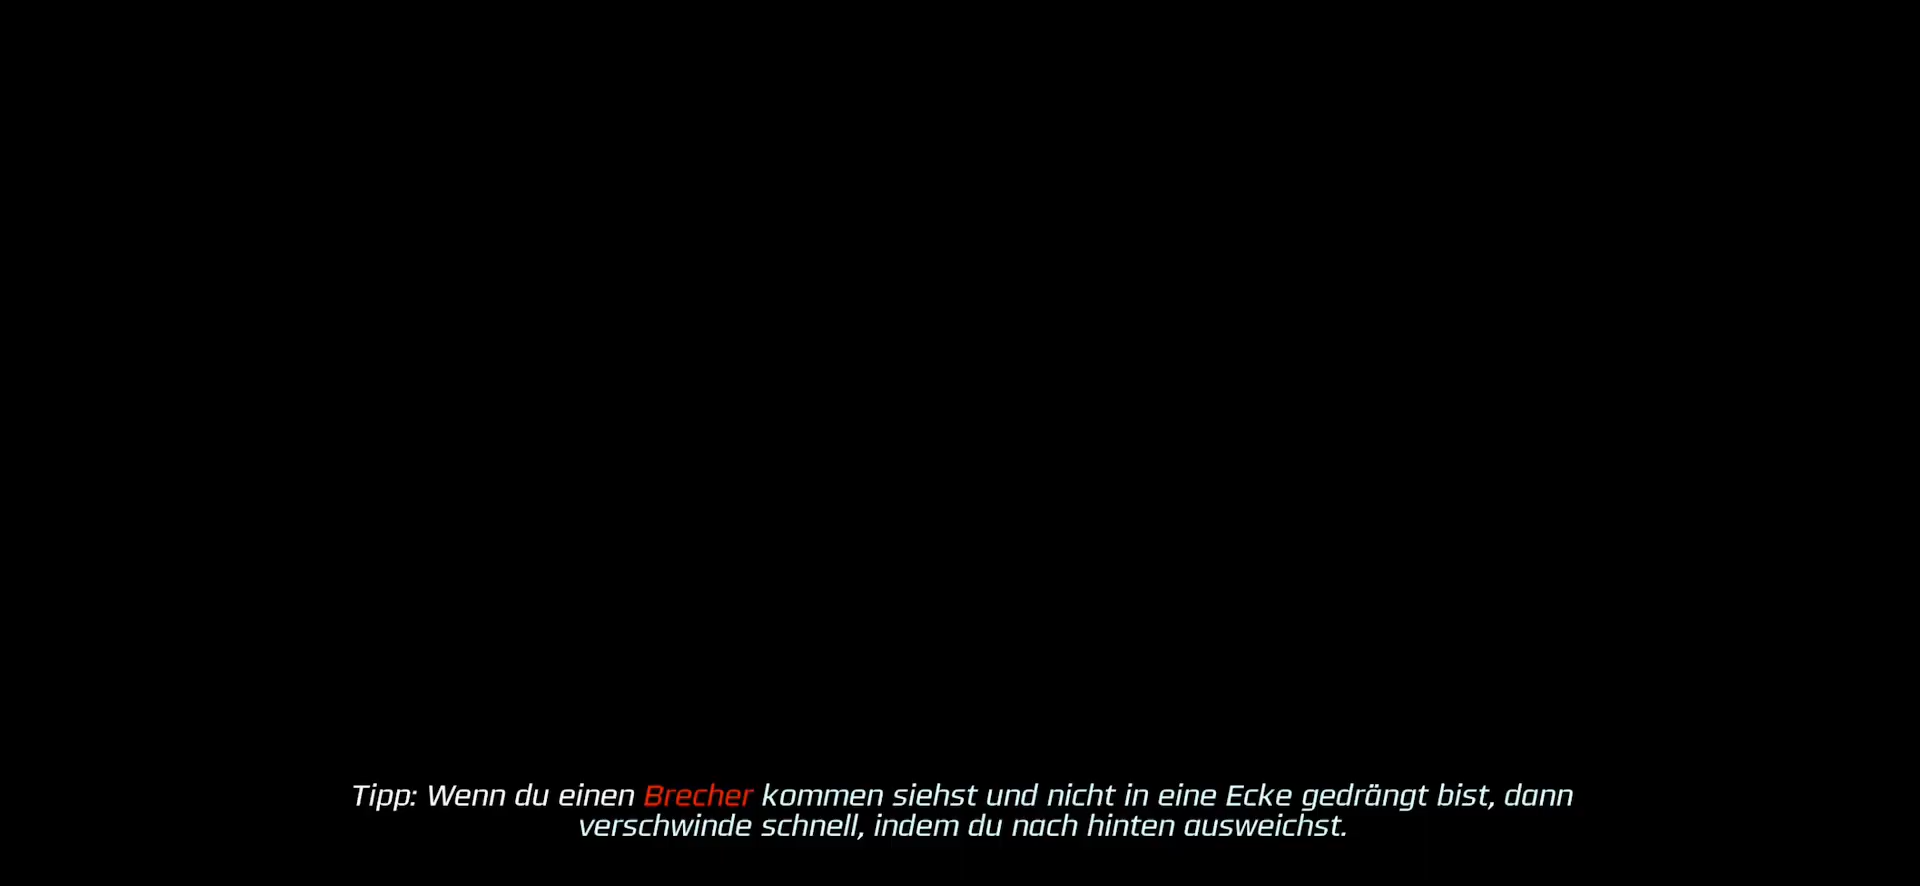 Tipp: Wenn du einen Brecher kommen siehst und nicht in eine Ecke gedrängt bist, dann
verschwinde schnell, indem du nach hinten ausweichst.